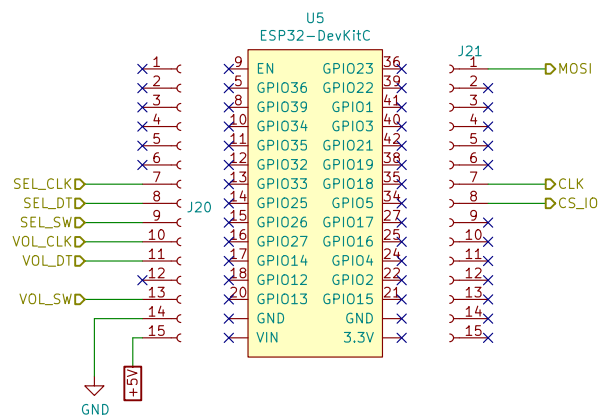 U5
ESP32-DevKitC
J21
1 9 EN GPIO23 36 1 MOSI
2 5 GPIO36 GPIO22 39 2
3 8 GPIO39 GPIO1 41 3
4 10 GPIO34 GPIO3 40 4
5 11 GPIO35 GPIO21 42 5
6 12 GPIO32 GPIO19 38 6
SEL_CLK 7 13 GPIO33 GPIO18 35 7 CLK
SEL_DT 8 14 GPIO25 GPIO5 34 8 CS_IO
J20
SEL_SW 9 15 GPIO26 GPIO17 27 9
VOL_CLK 10 16 GPIO27 GPIO16 25 10
VOL_DT 11 17 GPIO14 GPIO4 24 11
12 18 GPIO12 GPIO2 22 12
VOL_SW 13 20 GPIO13 GPIO15 21 13
14 GND GND 14
15 VIN 3.3V 15
+5V
GND